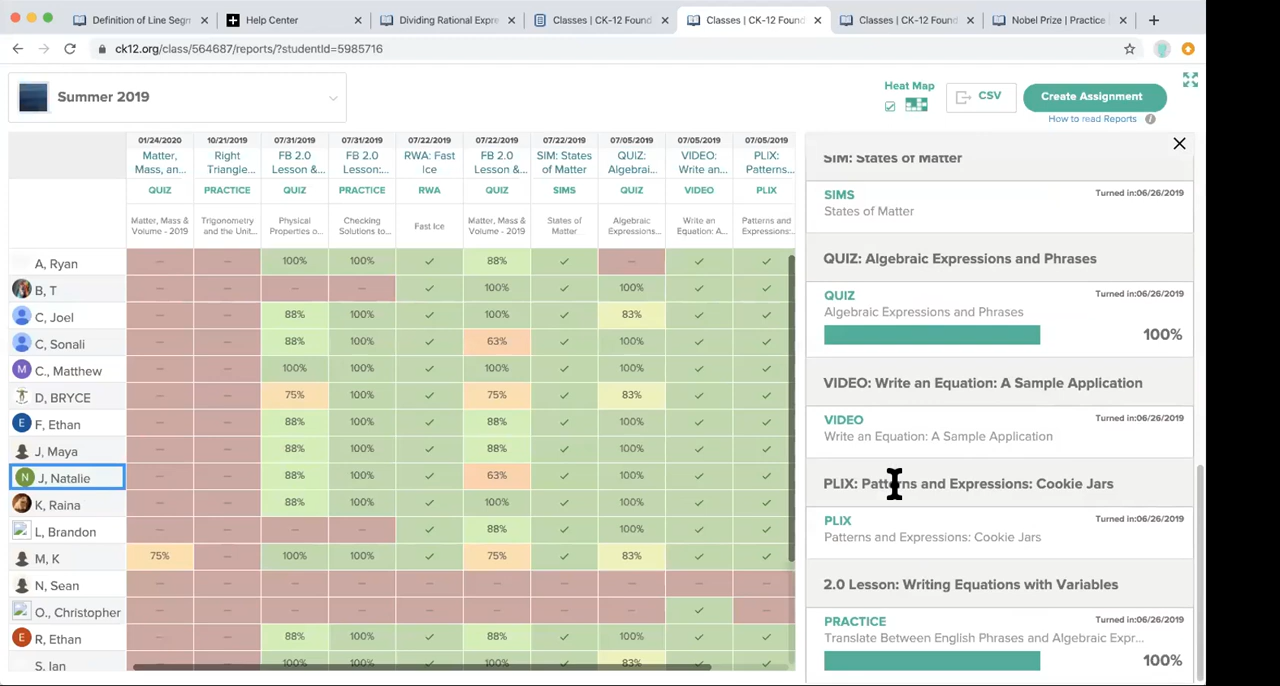 Definition of Line Segm
Help Center
Dividing Rational Expre
Classes | CK-12 Found
Classes | CK-12 Found
Classes | CK-12 Found
Nobel Prize | Practice
ck12.org/class/564687/reports/?studentId=5985716
Summer 2019
Heat Map
CSV
Create Assignment
How to read Reports
01/24/2020 10/21/2019 07/31/2019 07/31/2019 07/22/2019 07/22/2019 07/22/2019 07/05/2019 07/05/2019 07/05/2019
Matter, Right FB 2.0 FB 2.0 RWA: Fast FB 2.0 SIM: States QUIZ: VIDEO: PLIX:
Mass, an... Triangle... Lesson &... Lesson:... Ice Lesson &... of Matter Algebrai... Write an... Patterns...
QUIZ PRACTICE QUIZ PRACTICE RWA QUIZ SIMS QUIZ VIDEO PLIX
Matter, Mass & Trigonometry Physical Checking Fast Ice Matter, Mass & States of Algebraic Write an Patterns and
Volume - 2019 and the Unit... Properties o... Solutions to... Volume - 2019 Matter Expressions... Equation: A... Expressions:...
A, Ryan — — 100% 100% ✓ 88% ✓ — ✓ ✓
B, T — — — — ✓ 100% ✓ 100% ✓ ✓
C, Joel — — 88% 100% ✓ 100% ✓ 83% ✓ ✓
C, Sonali — — 88% 100% ✓ 63% ✓ 100% ✓ ✓
M C., Matthew — — 100% 100% ✓ 100% ✓ 100% ✓ ✓
D, BRYCE — — 75% 100% ✓ 75% ✓ 83% ✓ ✓
E F, Ethan — — 88% 100% ✓ 88% ✓ 100% ✓ ✓
J, Maya — — 88% 100% ✓ 88% ✓ 100% ✓ ✓
N J, Natalie — — 88% 100% ✓ 63% ✓ 100% ✓ ✓
K, Raina — — 88% 100% ✓ 100% ✓ 100% ✓ ✓
L, Brandon — — — — ✓ 88% ✓ 100% ✓ ✓
M, K 75% — 100% 100% ✓ 75% ✓ 83% ✓ ✓
N, Sean — — — — — — — — — —
O., Christopher — — — — — — — — ✓ —
E R, Ethan — — 88% 100% ✓ 88% ✓ 100% ✓ ✓
S, Ian — — 100% 100% ✓ 100% ✓ 83% ✓ ✓
SIM: States of Matter
SIMS Turned in:06/26/2019
States of Matter
QUIZ: Algebraic Expressions and Phrases
QUIZ Turned in:06/26/2019
Algebraic Expressions and Phrases
100%
VIDEO: Write an Equation: A Sample Application
VIDEO Turned in:06/26/2019
Write an Equation: A Sample Application
PLIX: Patterns and Expressions: Cookie Jars
PLIX Turned in:06/26/2019
Patterns and Expressions: Cookie Jars
2.0 Lesson: Writing Equations with Variables
PRACTICE Turned in:06/26/2019
Translate Between English Phrases and Algebraic Expr...
100%